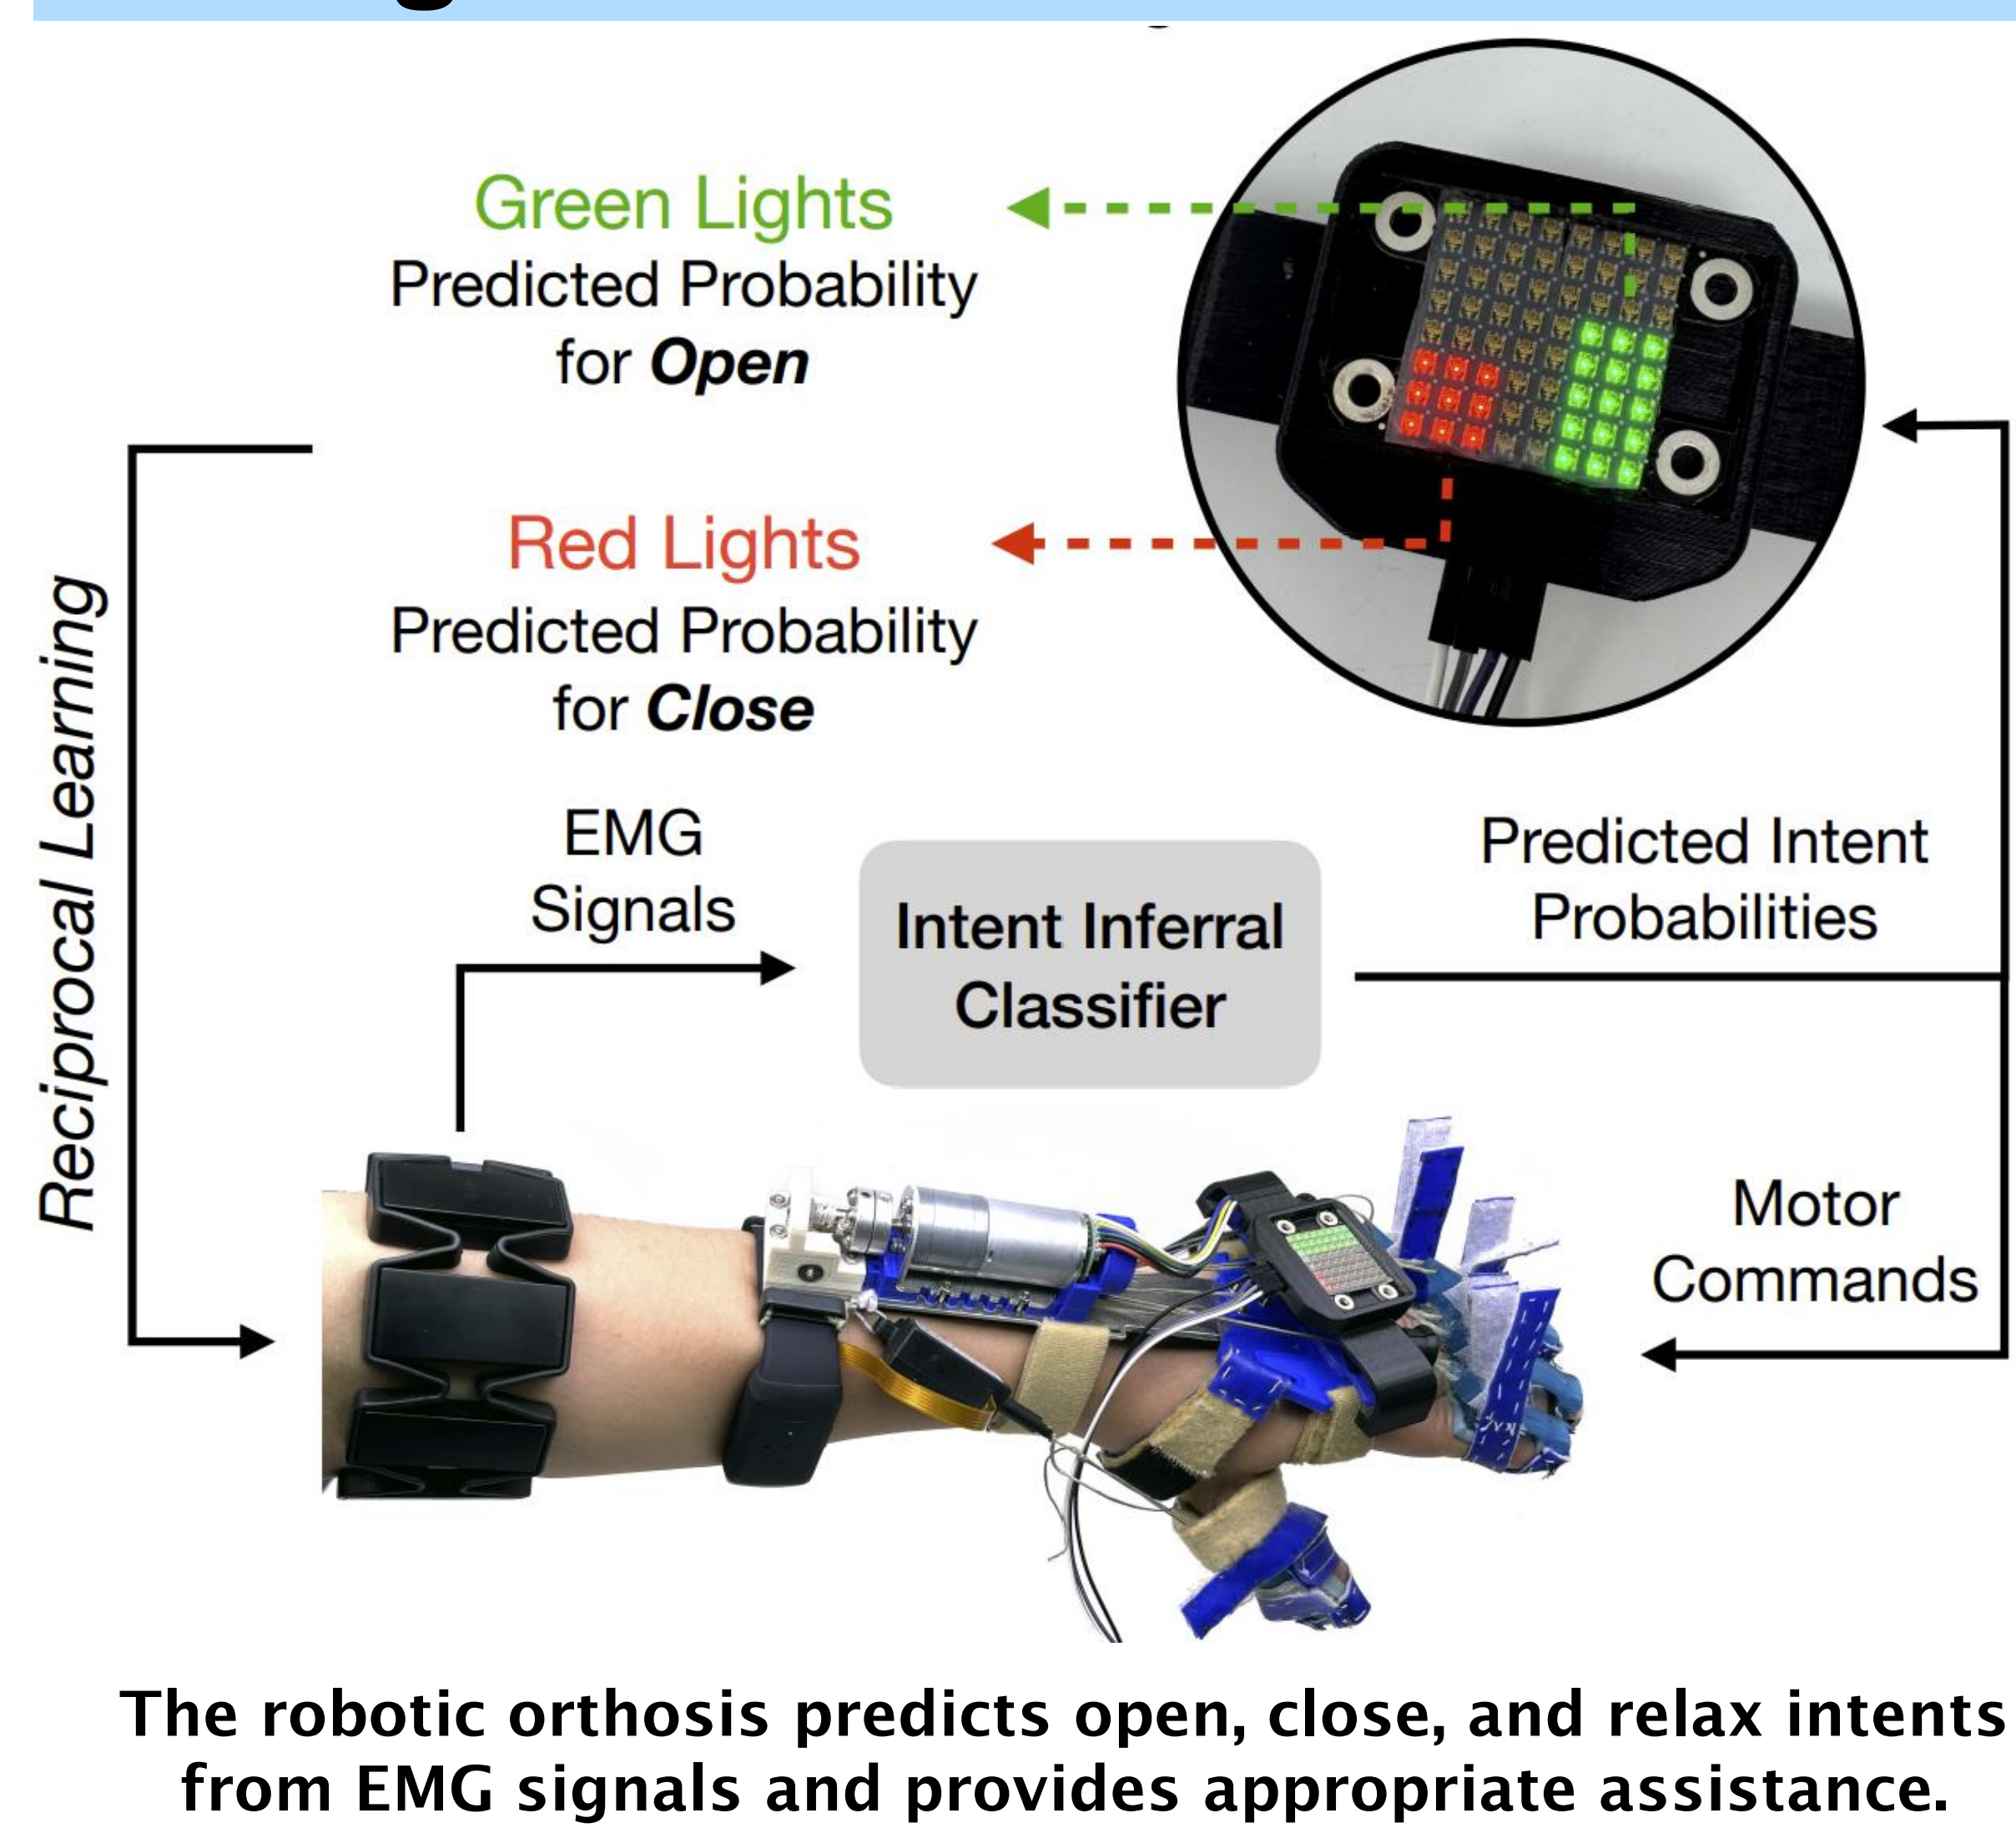 Green Lights
Predicted Probability
for Open
Red Lights
Predicted Probability
for Close
Reciprocal Learning
EMG
Signals
Intent Inferral
Classifier
Predicted Intent
Probabilities
Motor
Commands
The robotic orthosis predicts open, close, and relax intents
from EMG signals and provides appropriate assistance.